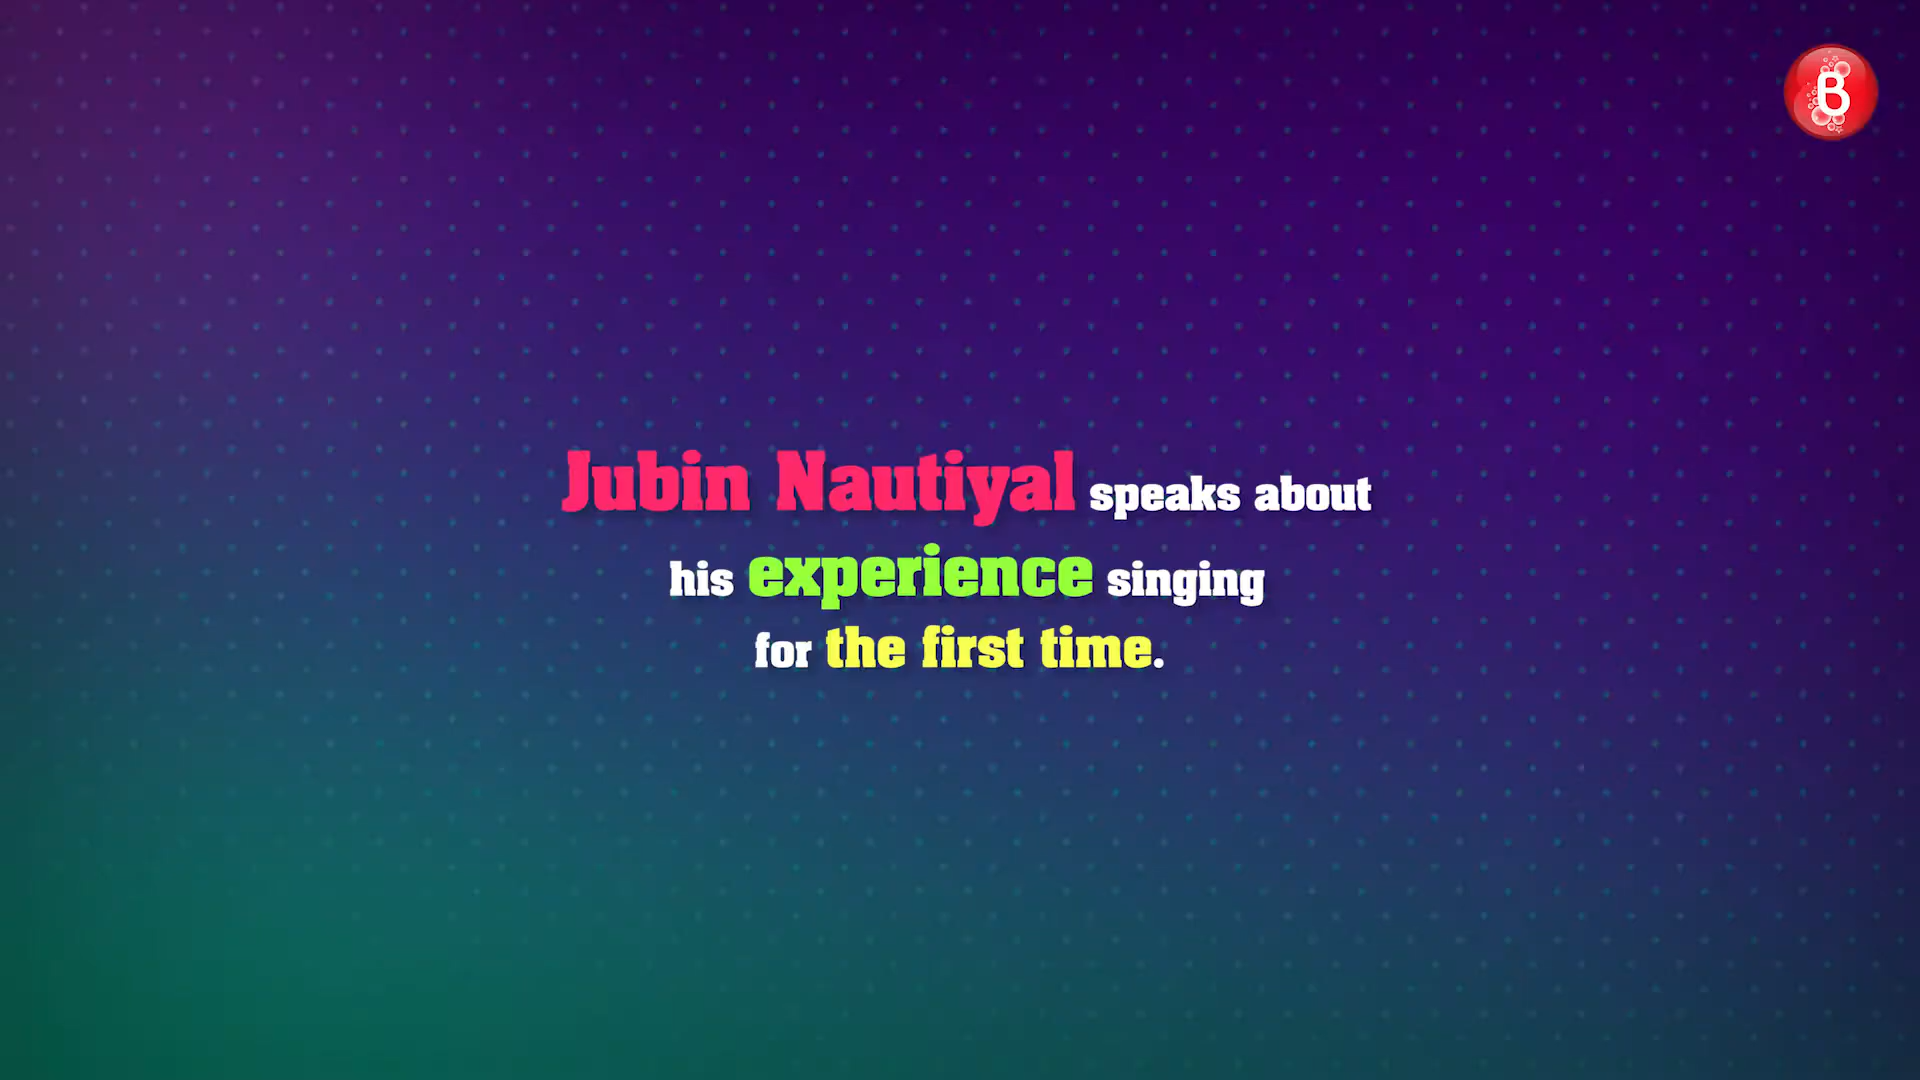 B
Jubin Nautiyal speaks about
his experience singing
for the first time.